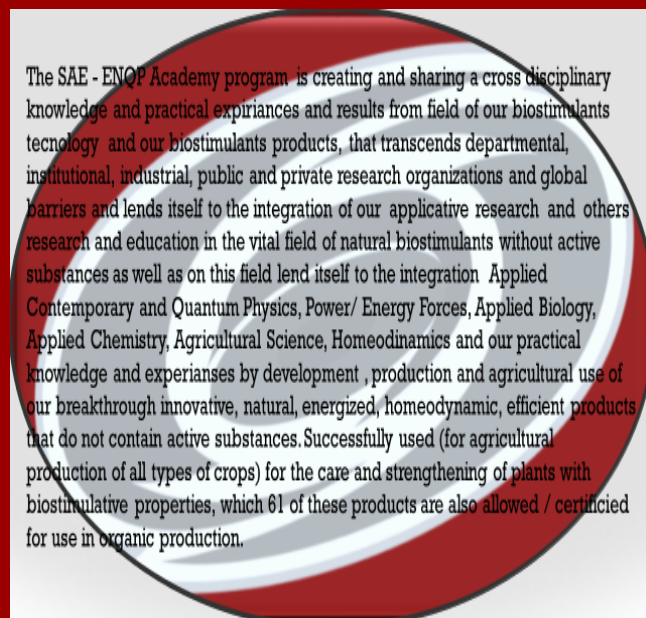 The SAE - ENQP Academy program is creating and sharing a cross disciplinary
knowledge and practical expiriances and results from field of our biostimulants
tecnology and our biostimulants products, that transcends departmental,
institutional, industrial, public and private research organizations and global
barriers and lends itself to the integration of our applicative research and others
research and education in the vital field of natural biostimulants without active
substances as well as on this field lend itself to the integration Applied
Contemporary and Quantum Physics, Power/ Energy Forces, Applied Biology,
Applied Chemistry, Agricultural Science, Homeodinamics and our practical
knowledge and experianses by development , production and agricultural use of
our breakthrough innovative, natural, energized, homeodynamic, efficient products
that do not contain active substances. Successfully used (for agricultural
production of all types of crops) for the care and strengthening of plants with
biostimulative properties, which 61 of these products are also allowed / certificied
for use in organic production.